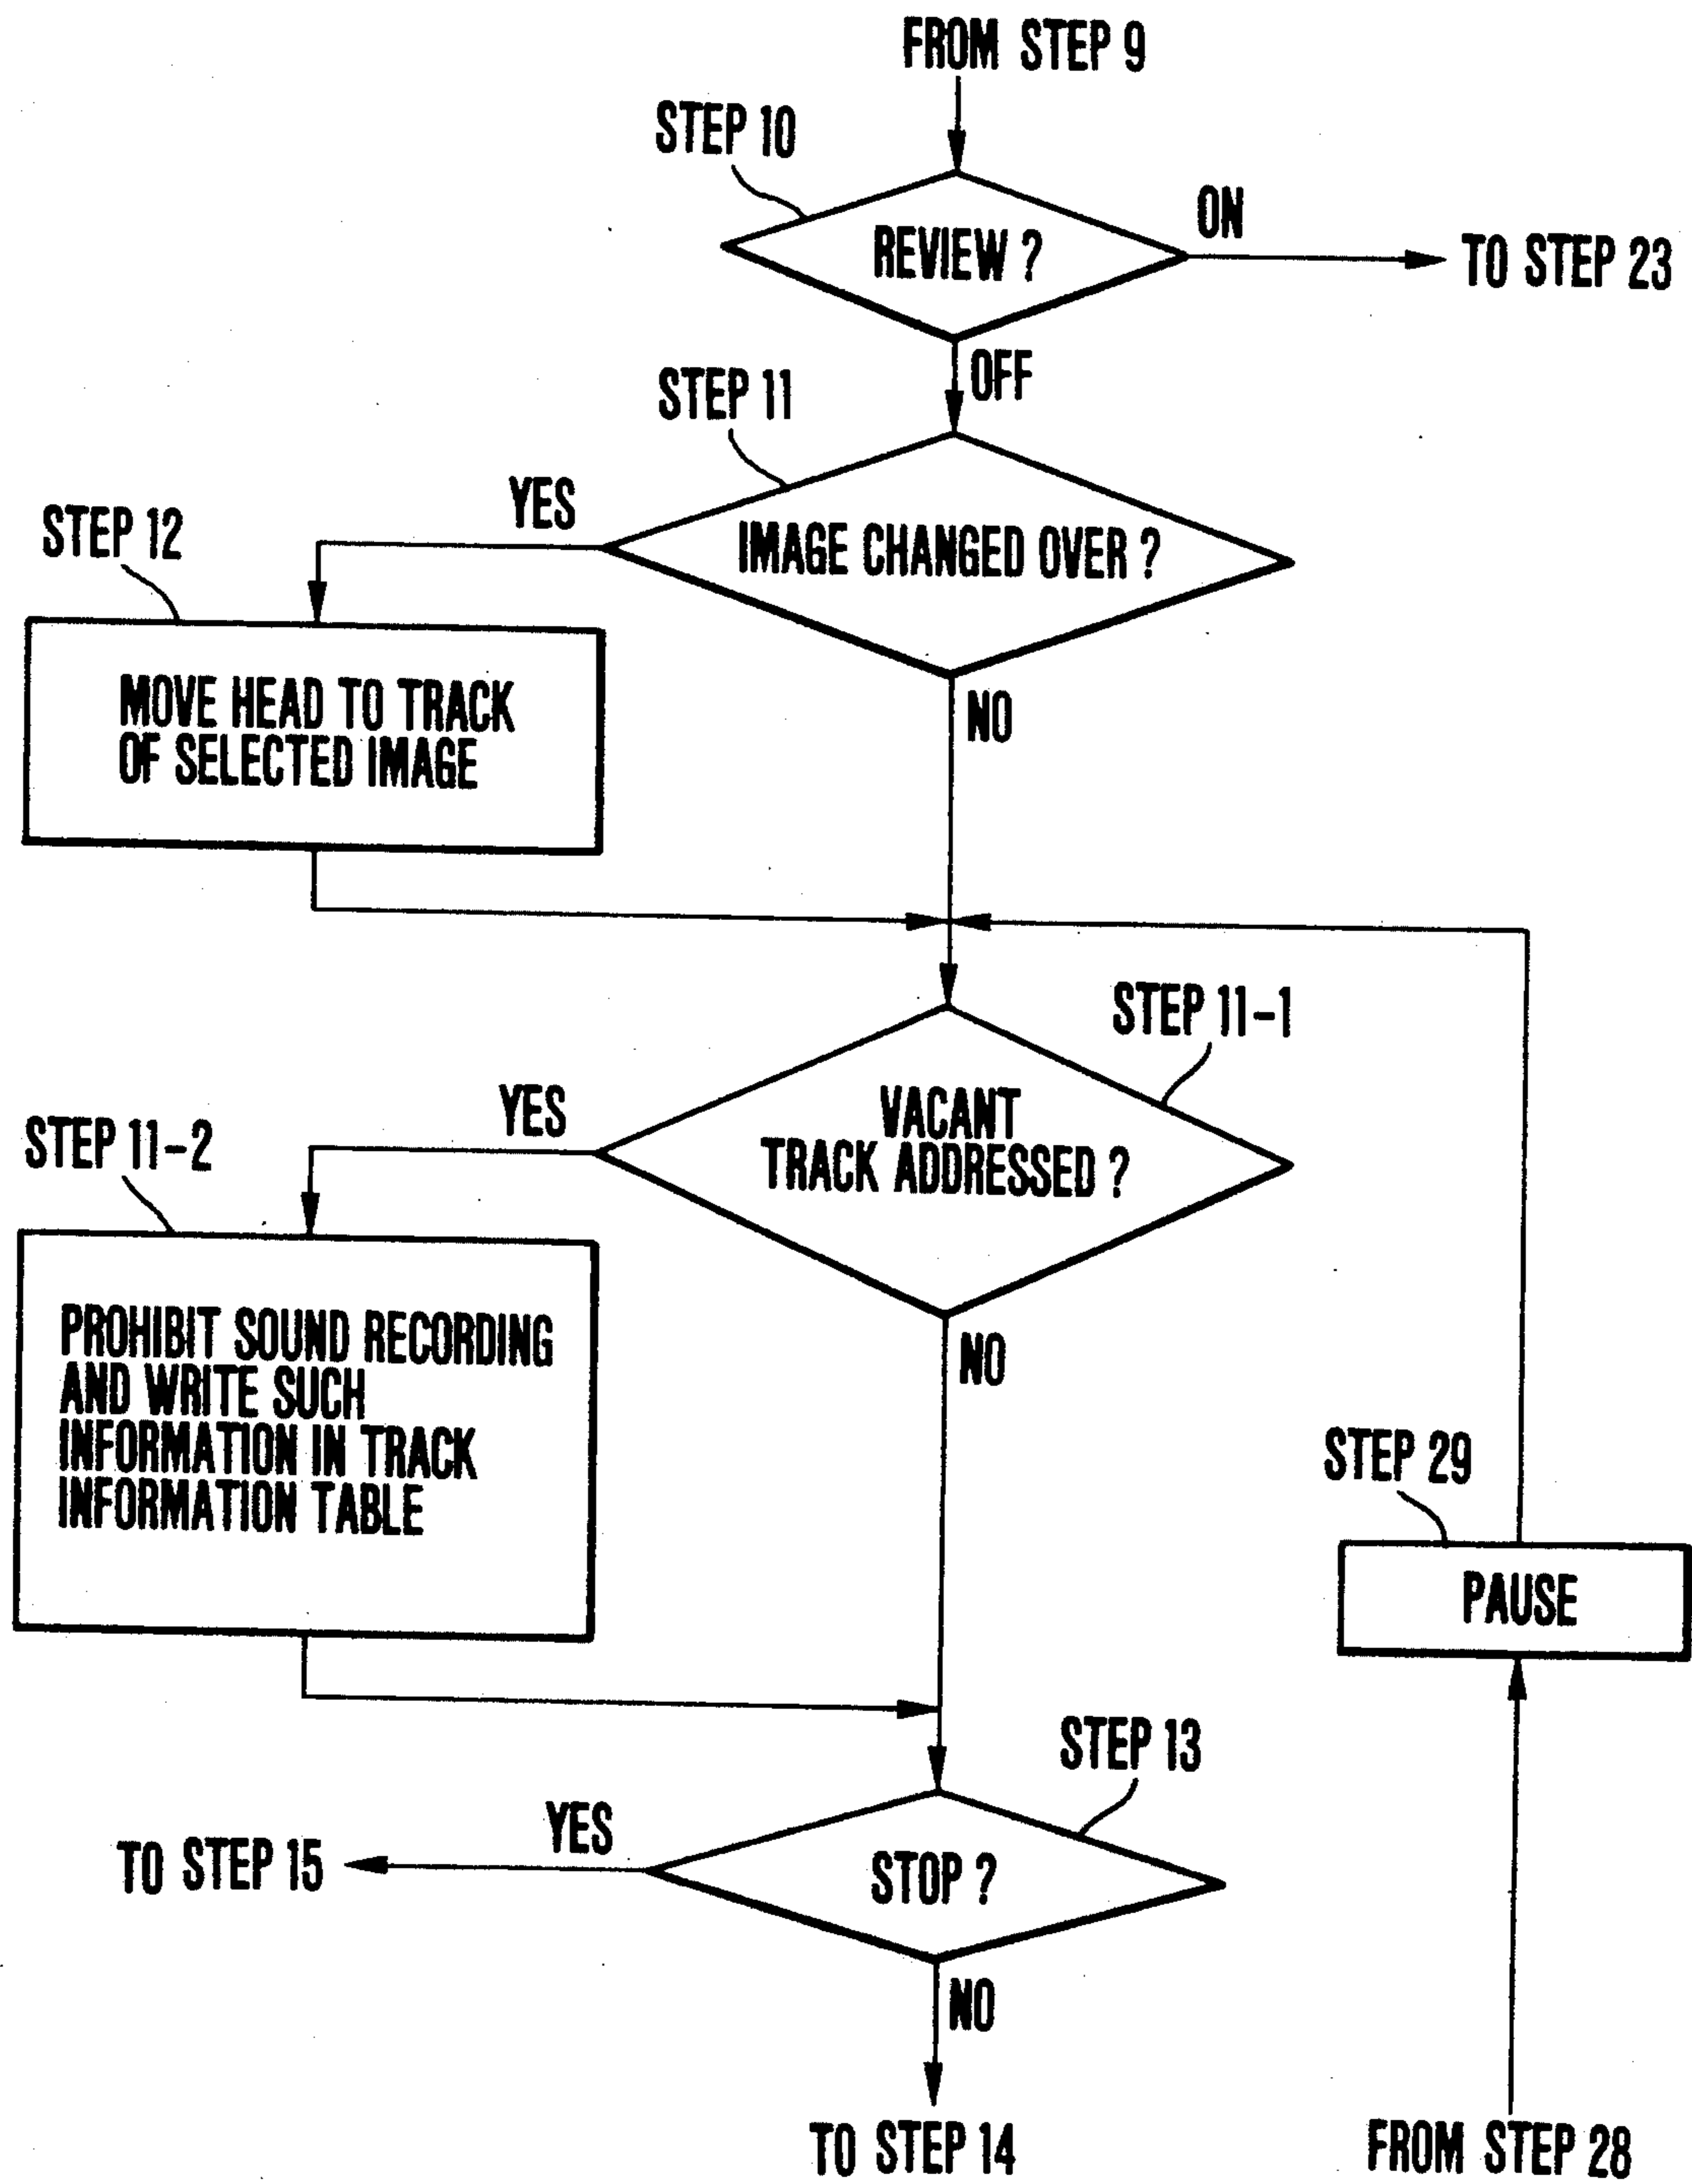 FROM STEP 9
STEP 10
REVIEW ?
ON
TO STEP 23
OFF
STEP 11
IMAGE CHANGED OVER ?
YES
STEP 12
MOVE HEAD TO TRACK
OF SELECTED IMAGE
NO
STEP 11-1
VACANT
TRACK ADDRESSED ?
YES
STEP 11-2
PROHIBIT SOUND RECORDING
AND WRITE SUCH
INFORMATION IN TRACK
INFORMATION TABLE
NO
STEP 29
PAUSE
STEP 13
STOP ?
YES
TO STEP 15
NO
TO STEP 14
FROM STEP 28